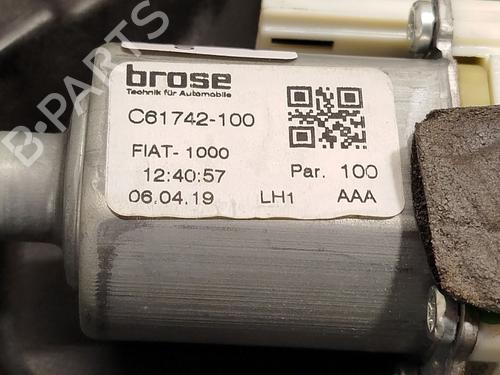 brose
Technik für Automobile
C61742-100
FIAT- 1000
12:40:57
Par. 100
06.04.19
LH1
AAA
B-PARTS